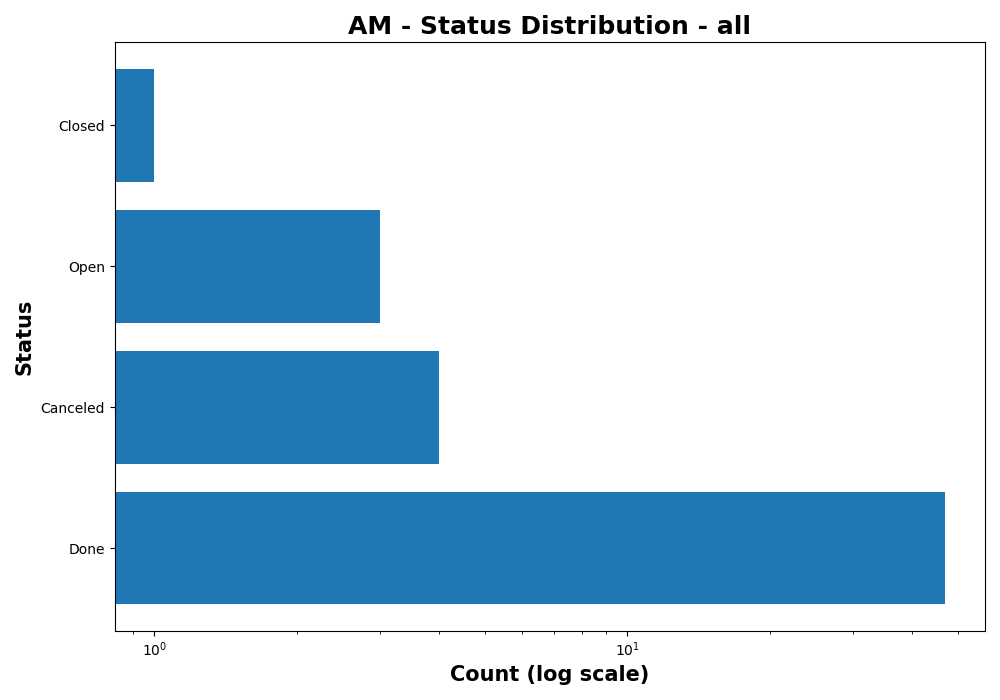 AM - Status Distribution - all
Closed
Open
Canceled
Done
Status
10⁰
10¹
Count (log scale)